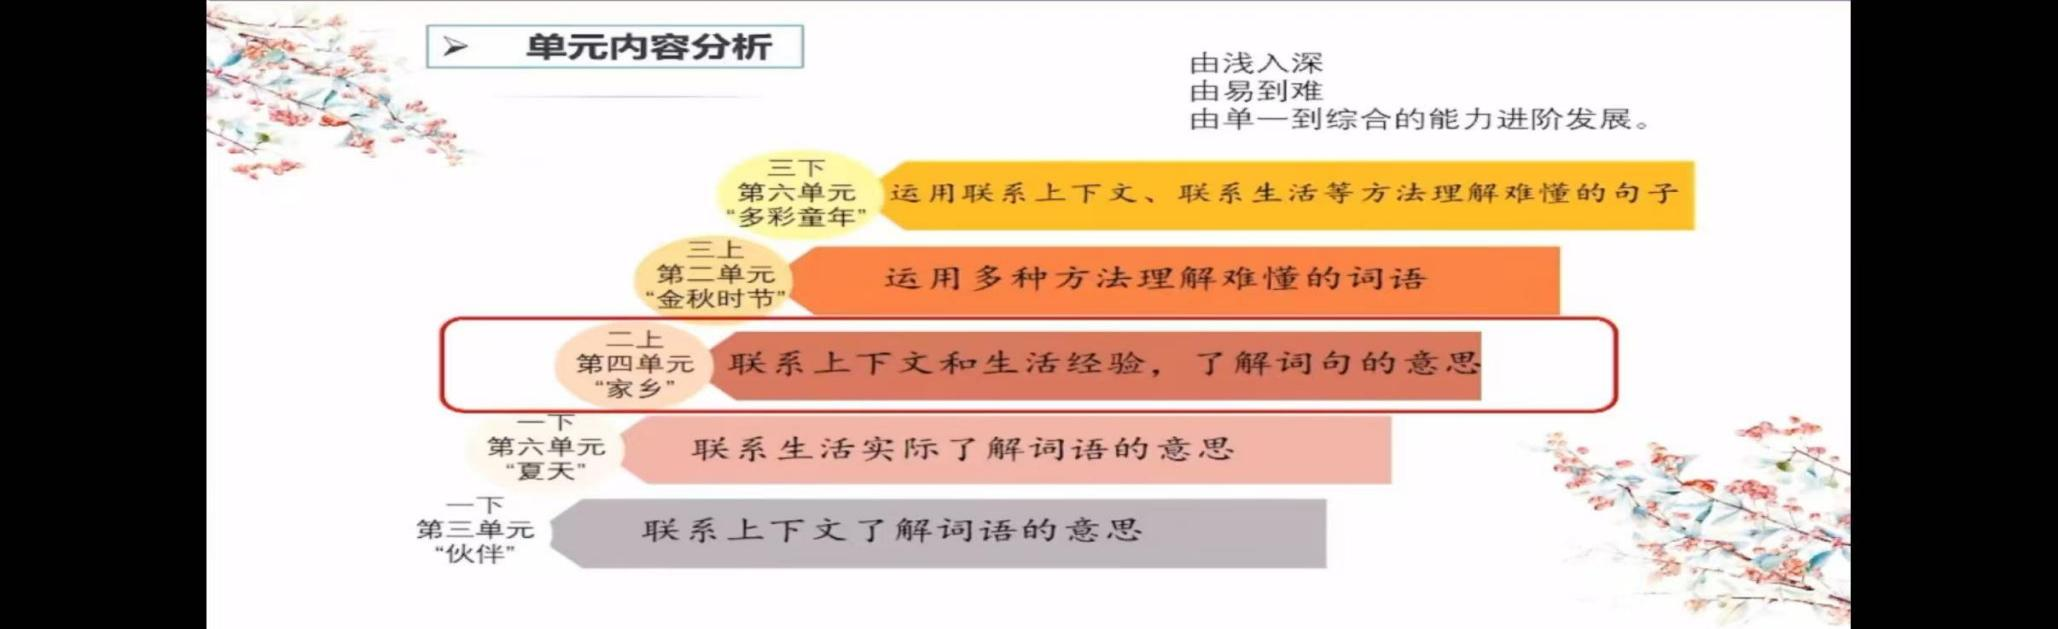 单元内容分析
由浅入深
由易到难
由单一到综合的能力进阶发展。
三下
第六单元
“多彩童年”
运用联系上下文、联系生活等方法理解难懂的句子
三上
第二单元
“金秋时节”
运用多种方法理解难懂的词语
二上
第四单元
“家乡”
联系上下文和生活经验，了解词句的意思
一下
第六单元
“夏天”
联系生活实际了解词语的意思
一下
第三单元
“伙伴”
联系上下文了解词语的意思